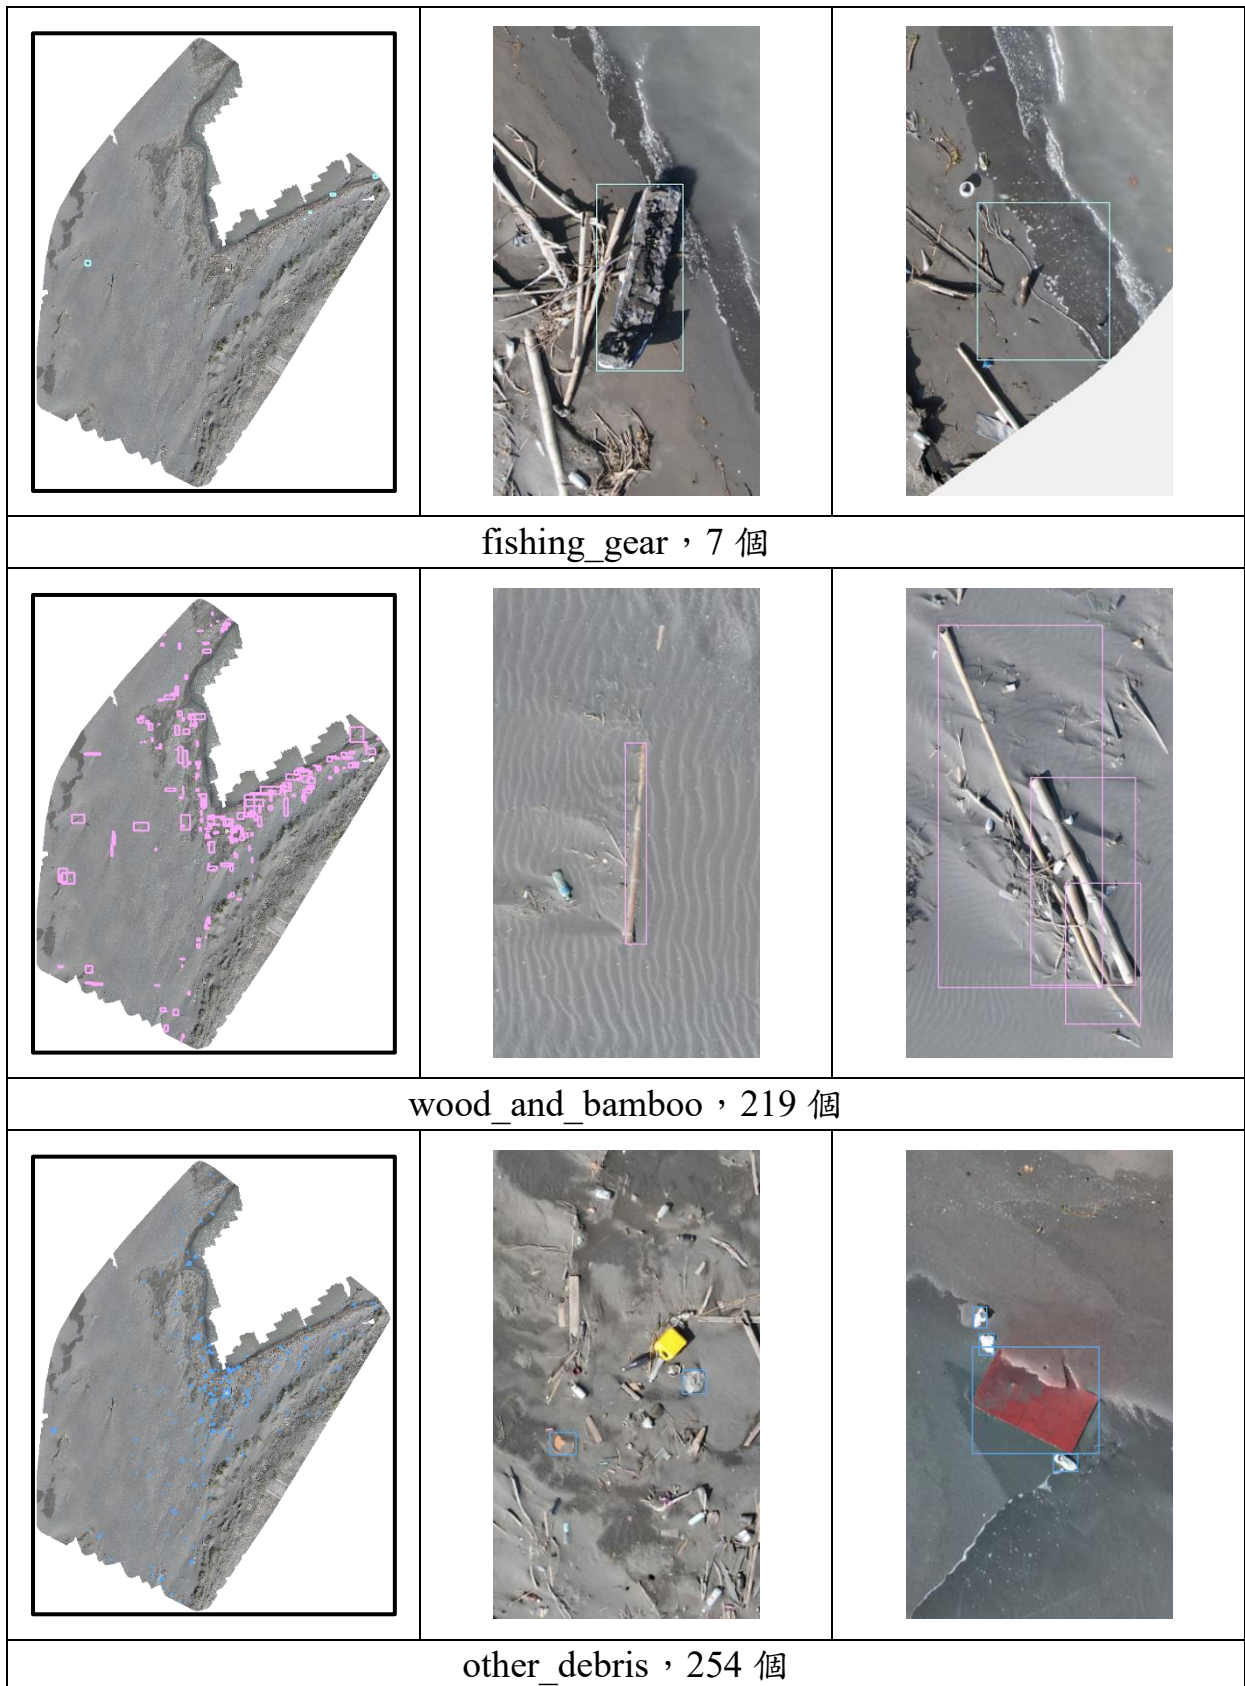 fishing_gear，7 個
wood_and_bamboo，219 個
other_debris，254 個